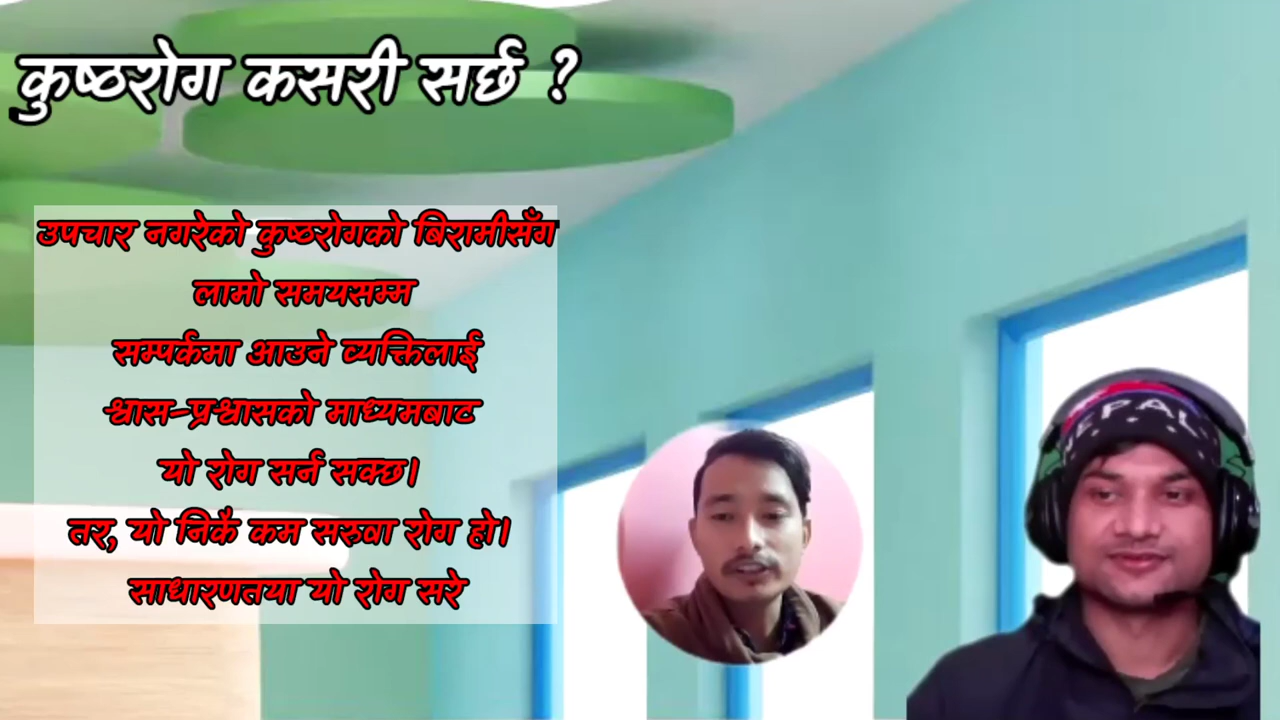 कुष्ठरोग कसरी सर्छ ?
उपचार नगरेको कुष्ठरोगको बिरामीसँग
लामो समयसम्म
सम्पर्कमा आउने व्यक्तिलाई
श्वास-प्रश्वासको माध्यमबाट
यो रोग सर्न सक्छ।
तर, यो निकै कम सरुवा रोग हो।
साधारणतया यो रोग सरे
NEPAL